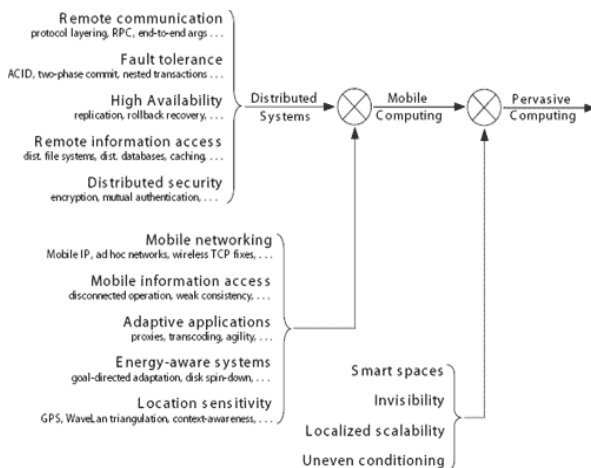 Remote communication
protocol layering, RPC, end-to-end args . . .
Fault tolerance
ACID, two-phase commit, nested transactions . . .
High Availability
replication, rollback recovery, . . .
Remote information access
dist. file systems, dist. databases, caching, . . .
Distributed security
encryption, mutual authentication, . . .
Distributed
Systems
Mobile
Computing
Pervasive
Computing
Mobile networking
Mobile IP, ad hoc networks, wireless TCP fixes, . . .
Mobile information access
disconnected operation, weak consistency, . . .
Adaptive applications
proxies, transcoding, agility, . . .
Energy-aware systems
goal-directed adaptation, disk spin-down, . . .
Location sensitivity
GPS, WaveLan triangulation, context-awareness, . . .
Smart spaces
Invisibility
Localized scalability
Uneven conditioning